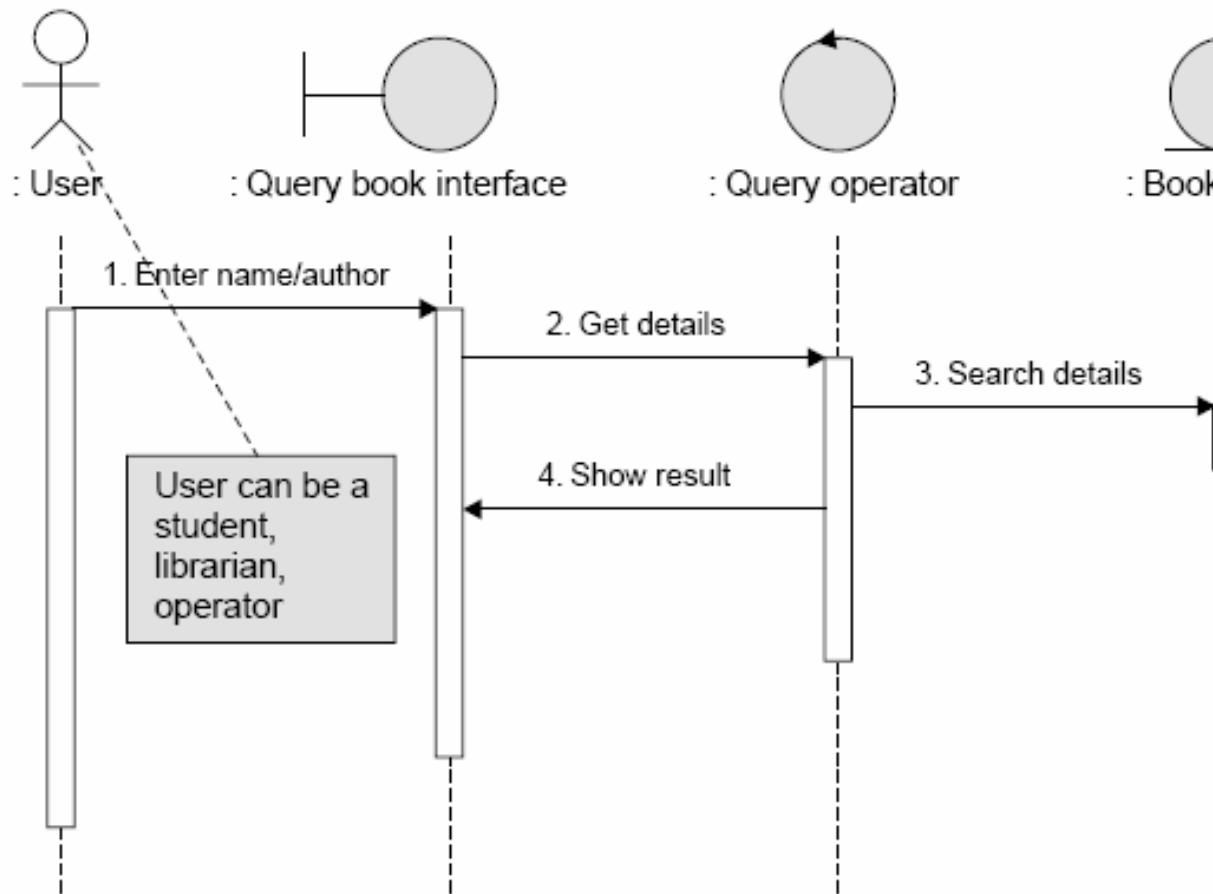 : User
: Query book interface
: Query operator
: Book
1. Enter name/author
2. Get details
3. Search details
4. Show result
User can be a
student,
librarian,
operator